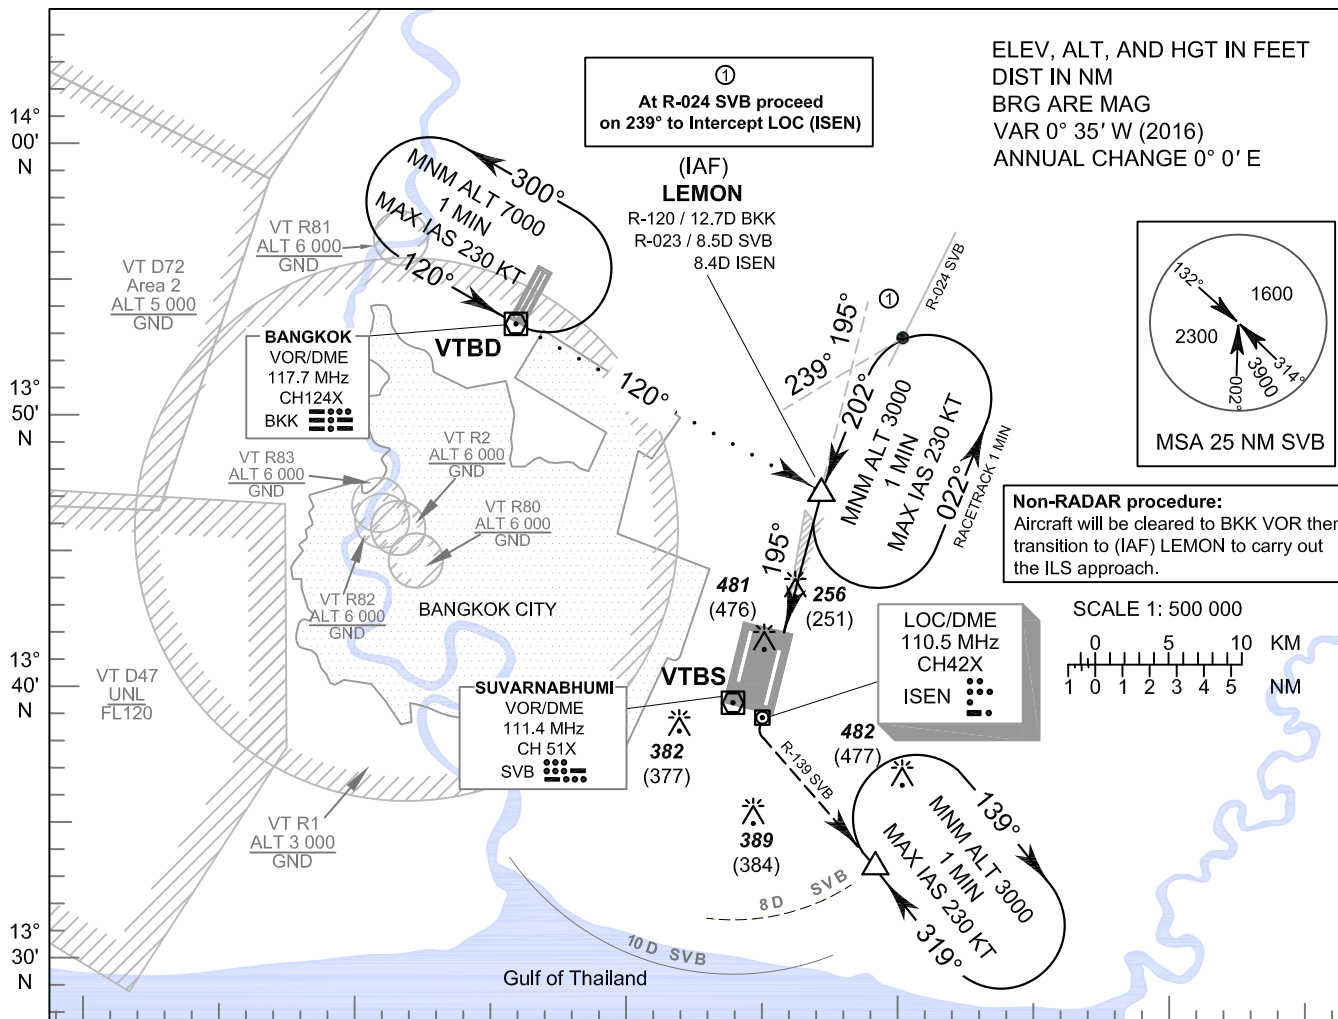 ELEV, ALT, AND HGT IN FEET
DIST IN NM
BRG ARE MAG
VAR 0° 35′ W (2016)
ANNUAL CHANGE 0° 0′ E
1
At R-024 SVB proceed
on 239° to Intercept LOC (ISEN)
(IAF)
LEMON
R-120 / 12.7D BKK
R-023 / 8.5D SVB
8.4D ISEN
14°
00'
N
13°
50'
N
13°
40'
N
13°
30'
N
300°
MNM ALT 7000
1 MIN
MAX IAS 230 KT
120°
VT R81
ALT 6 000
GND
VT D72
Area 2
ALT 5 000
GND
BANGKOK
VOR/DME
117.7 MHz
CH124X
BKK
VTBD
120°
239°
195°
1
R-024 SVB
202°
MNM ALT 3000
1 MIN
MAX IAS 230 KT
022°
RACETRACK 1 MIN
132°
1600
2300
314°
3900
002°
MSA 25 NM SVB
Non-RADAR procedure:
Aircraft will be cleared to BKK VOR then
transition to (IAF) LEMON to carry out
the ILS approach.
VT R2
ALT 6 000
GND
VT R83
ALT 6 000
GND
VT R80
ALT 6 000
GND
VT R82
ALT 6 000
GND
BANGKOK CITY
195°
481
(476)
256
(251)
SCALE 1: 500 000
0 5 10 KM
1 0 1 2 3 4 5 NM
LOC/DME
110.5 MHz
CH42X
ISEN
VTBS
VT D47
UNL
FL120
SUVARNABHUMI
VOR/DME
111.4 MHz
CH 51X
SVB
382
(377)
482
(477)
R-139 SVB
389
(384)
VT R1
ALT 3 000
GND
139°
MNM ALT 3000
1 MIN
MAX IAS 230 KT
319°
8 D SVB
10 D SVB
Gulf of Thailand